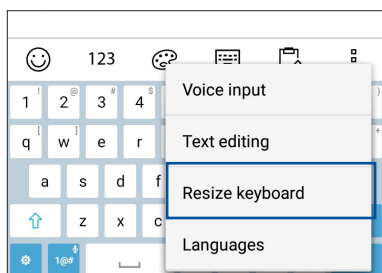 123
Voice input
1 ! 2 @ 3 # 4 $ )
Text editing
q [ w ] e r +
Resize keyboard
a s d f
z x c
Languages
1@#